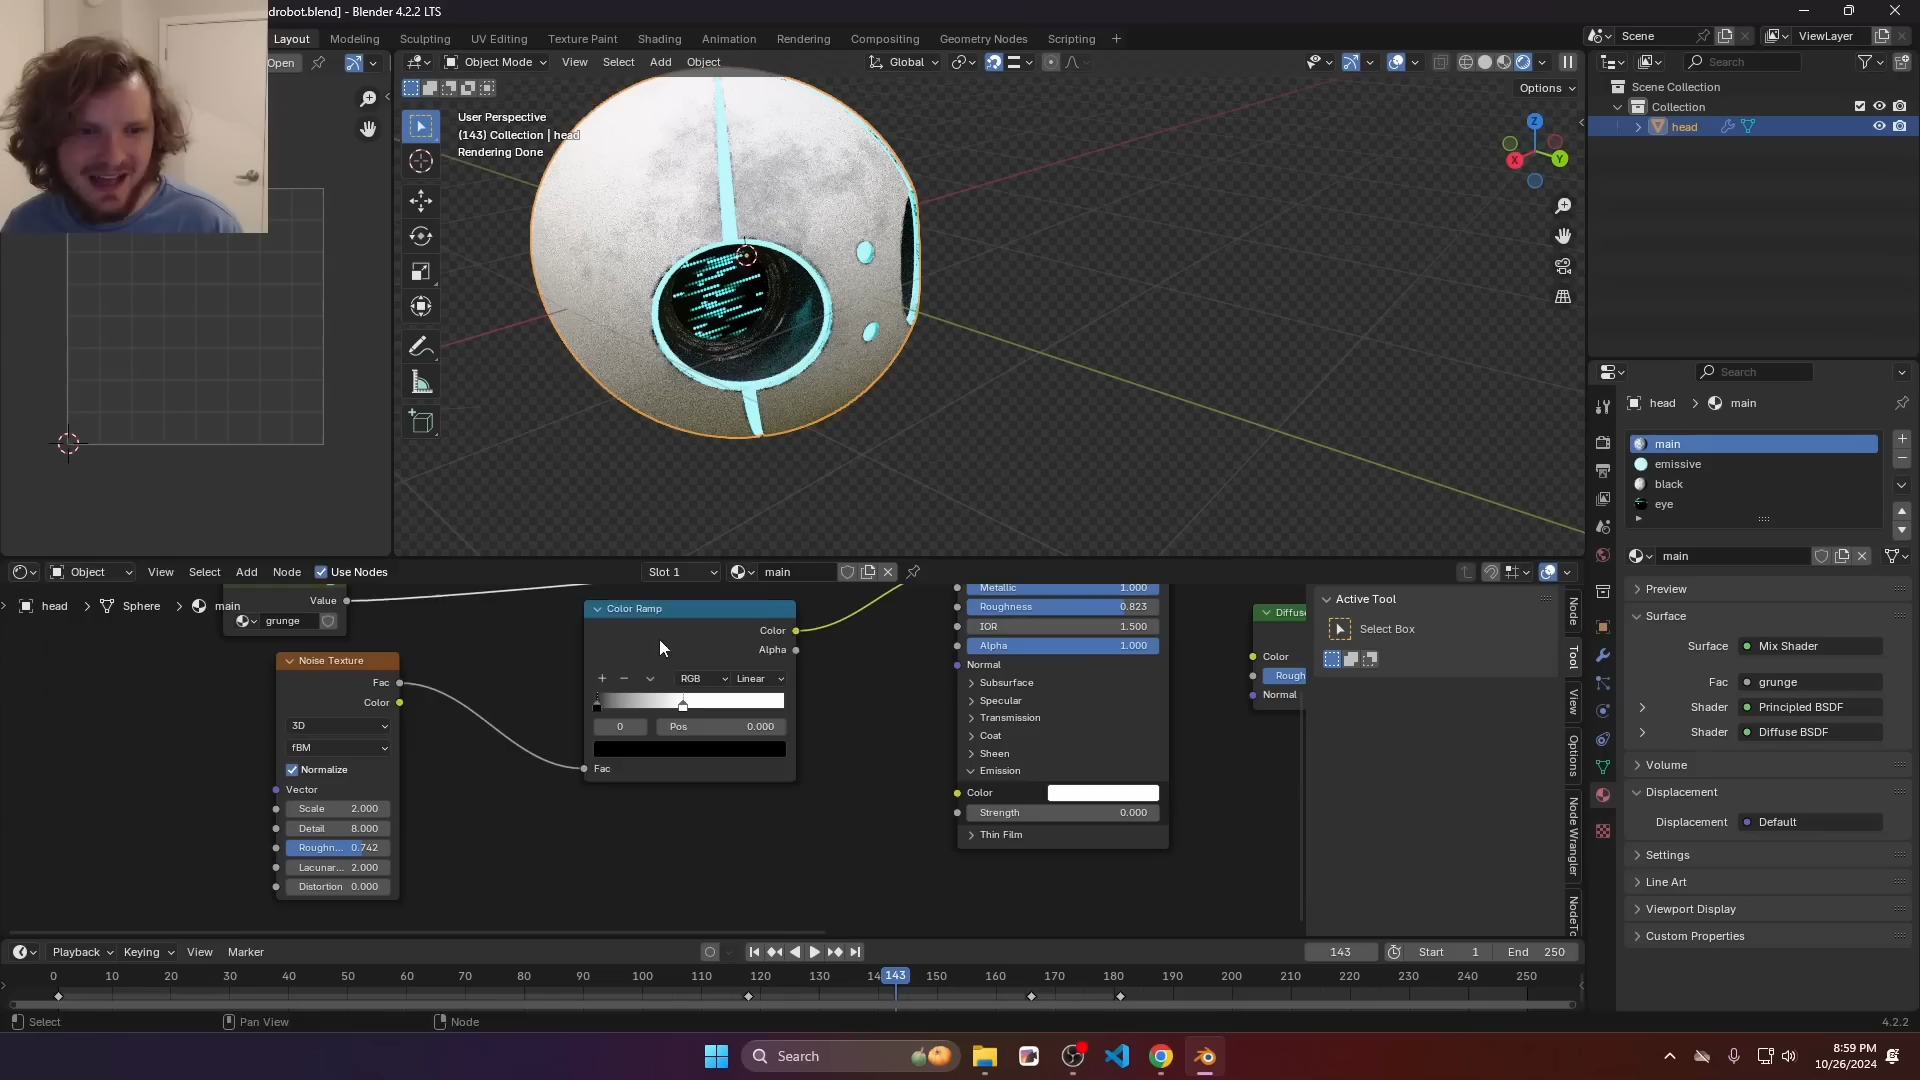 drobot.blend] - Blender 4.2.2 LTS
Layout Modeling Sculpting UV Editing Texture Paint Shading Animation Rendering Compositing Geometry Nodes Scripting +
Scene ViewLayer
Open
Object Mode View Select Add Object Global
Options
User Perspective
(143) Collection | head
Rendering Done
Z
X Y
Search
Scene Collection
Collection
head
Search
head > main
main
emissive
black
eye
main
Preview
Surface
Surface Mix Shader
Fac grunge
Shader Principled BSDF
Shader Diffuse BSDF
Volume
Displacement
Displacement Default
Settings
Line Art
Viewport Display
Custom Properties
Object View Select Add Node Use Nodes Slot 1 main
head > Sphere > main
Value
grunge
Noise Texture
Fac
Color
3D
fBM
Normalize
Vector
Scale 2.000
Detail 8.000
Roughn... 0.742
Lacunar... 2.000
Distortion 0.000
Color Ramp
Color
Alpha
RGB Linear
0 Pos 0.000
Fac
Metallic 1.000
Roughness 0.823
IOR 1.500
Alpha 1.000
Normal
Subsurface
Specular
Transmission
Coat
Sheen
Emission
Color
Strength 0.000
Thin Film
Diffus
Color
Rough
Normal
Active Tool
Select Box
Node
Tool
View
Options
Node Wrangler
NodeTo
Playback Keying View Marker 143 Start 1 End 250
0 10 20 30 40 50 60 70 80 90 100 110 120 130 14 143 150 160 170 180 190 200 210 220 230 240 250
Select Pan View Node 4.2.2
Search
8:59 PM
10/26/2024